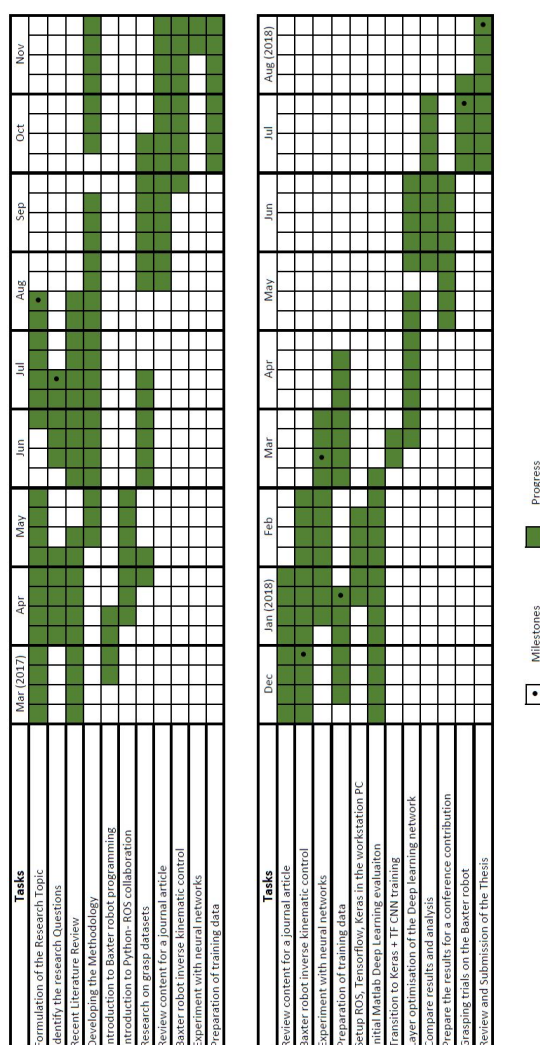 Tasks
Mar (2017)
Apr
May
Jun
Jul
Aug
Sep
Oct
Nov
Formulation of the Research Topic
Identify the research Questions
Recent Literature Review
Developing the Methodology
Introduction to Baxter robot programming
Introduction to Python- ROS collaboration
Research on grasp datasets
Review content for a journal article
Baxter robot inverse kinematic control
Experiment with neural networks
Preparation of training data
Tasks
Dec
Jan (2018)
Feb
Mar
Apr
May
Jun
Jul
Aug (2018)
Review content for a journal article
Baxter robot inverse kinematic control
Experiment with neural networks
Preparation of training data
Setup ROS, Tensorflow, Keras in the workstation PC
Initial Matlab Deep Learning evaluaiton
Transition to Keras + TF CNN training
Layer optimisation of the Deep learning network
Compare results and analysis
Prepare the results for a conference contribution
Grasping trials on the Baxter robot
Review and Submission of the Thesis
Milestones
Progress